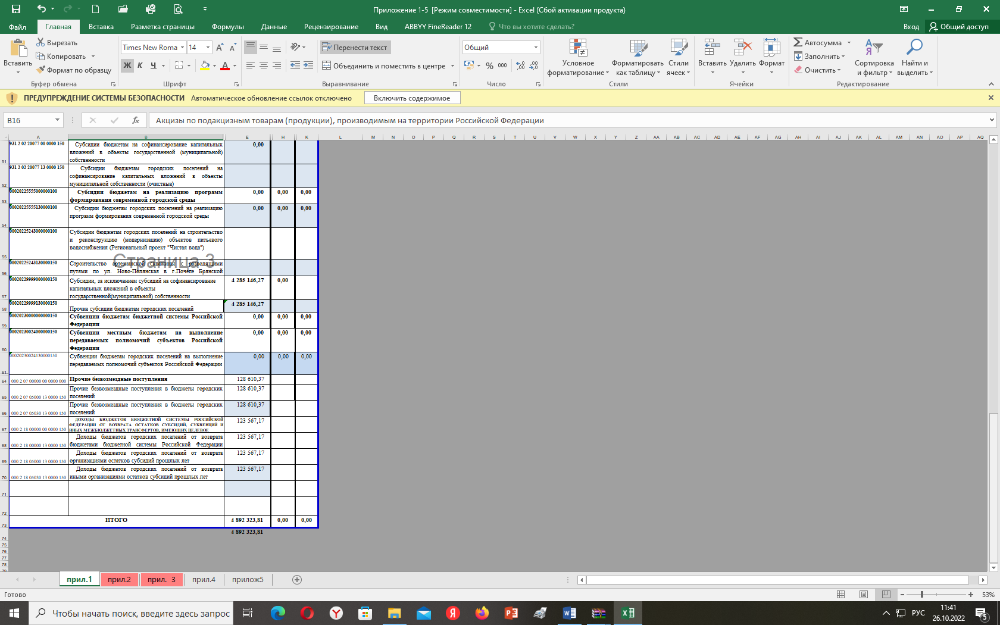 Приложение 1-5 [Режим совместимости] - Excel (Сбой активации продукта)
Файл Главная Вставка Разметка страницы Формулы Данные Рецензирование Вид ABBYY FineReader 12 Что вы хотите сделать? Вход Общий доступ
Вставить
Вырезать
Копировать
Формат по образцу
Буфер обмена
Times New Roma 14
Ж К Ч
Шрифт
Перенести текст
Объединить и поместить в центре
Выравнивание
Общий
% 000
Число
Условное форматирование
Форматировать как таблицу
Стили ячеек
Стили
Вставить Удалить Формат
Ячейки
Автосумма
Заполнить
Очистить
Сортировка и фильтр
Найти и выделить
Редактирование
ПРЕДУПРЕЖДЕНИЕ СИСТЕМЫ БЕЗОПАСНОСТИ Автоматическое обновление ссылок отключено Включить содержимое
B16 fx Акцизы по подакцизным товарам (продукции), производимым на территории Российской Федерации
A B E H K L M N O P Q R S T U V W X Y Z AA AB AC AD AE AF AG AH AI AJ AK AL AM AN AO AP AQ
931 2 02 20077 00 0000 150 Субсидии бюджетам на софинансирование капитальных 0,00
вложений в объекты государственной (муниципальной)
51 собственности
931 2 02 20077 13 0000 150 Субсидии бюджетам городских поселений на
софинансирование капитальных вложений в объекты
52 муниципальной собственности (очистные)
00020225555000000100 Субсидии бюджетам на реализацию программ 0,00 0,00 0,00
53 формирования современной городской среды
00020225555130000100 Субсидии бюджетам городских поселений на реализацию 0,00 0,00 0,00
программ формирования современной городской среды
54
00020225243000000100 Субсидии бюджетам городских поселений на строительство
и реконструкцию (модернизацию) объектов питьевого
водоснабжения (Региональный проект "Чистая вода")
55
Страница 3
00020225243130000150 Строительство артезианской скважины с разводящими
56 путями по ул. Ново-Полянская в г.Почепе Брянской
00020229999000000150 Субсидии, за исключением субсидий на софинансирование 4 285 146,27 0,00
капитальных вложений в объекты
57 государственной(муниципальной) собственности
00020229999130000150 4 285 146,27
58 Прочие субсидии бюджетам городских поселений
00020230000000000150 Субвенции бюджетам бюджетной системы Российской 0,00 0,00 0,00
59 Федерации
00020230024000000150 Субвенции местным бюджетам на выполнение 0,00 0,00 0,00
передаваемых полномочий субъектов Российской
60 Федерации
00020230024130000150 Субвенции бюджетам городских поселений на выполнение 0,00 0,00 0,00
передаваемых полномочий субъектов Российской Федерации
61
64 000 2 07 00000 00 0000 000 Прочие безвозмездные поступления 128 610,37
Прочие безвозмездные поступления в бюджеты городских 128 610,37
65 000 2 07 05000 13 0000 150 поселений
Прочие безвозмездные поступления в бюджеты городских 128 610,37
66 000 2 07 05030 13 0000 150 поселений
ДОХОДЫ БЮДЖЕТОВ БЮДЖЕТНОЙ СИСТЕМЫ РОССИЙСКОЙ 123 567,17
ФЕДЕРАЦИИ ОТ ВОЗВРАТА ОСТАТКОВ СУБСИДИЙ, СУБВЕНЦИЙ И
67 000 2 18 00000 00 0000 150 ИНЫХ МЕЖБЮДЖЕТНЫХ ТРАНСФЕРТОВ, ИМЕЮЩИХ ЦЕЛЕВОЕ
Доходы бюджетов городских поселений от возврата 123 567,17
68 000 2 18 00000 13 0000 150 бюджетами бюджетной системы Российской Федерации
Доходы бюджетов городских поселений от возврата 123 567,17
69 000 2 18 05000 13 0000 150 организациями остатков субсидий прошлых лет
Доходы бюджетов городских поселений от возврата 123 567,17
70 000 2 18 05030 13 0000 150 иными организациями остатков субсидий прошлых лет
71
72
73 ИТОГО 4 892 323,81 0,00 0,00
74 4 892 323,81
75
76
77
78
прил.1 прил.2 прил. 3 прил.4 прилож5
Готово 53%
Чтобы начать поиск, введите здесь запрос РУС 11:41
26.10.2022 5